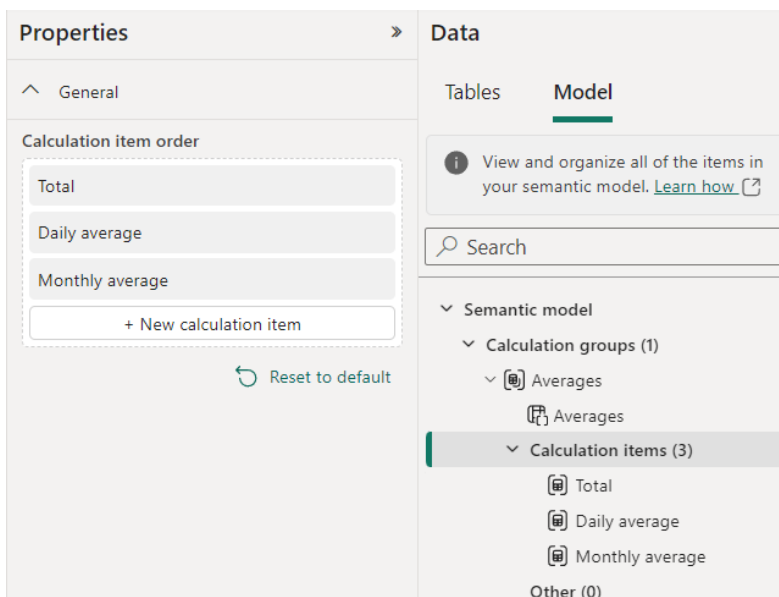 Properties
General
Calculation item order
Total
Daily average
Monthly average
+ New calculation item
Reset to default
Data
Tables
Model
View and organize all of the items in
your semantic model. Learn how
Search
Semantic model
Calculation groups (1)
Averages
Averages
Calculation items (3)
Total
Daily average
Monthly average
Other (0)